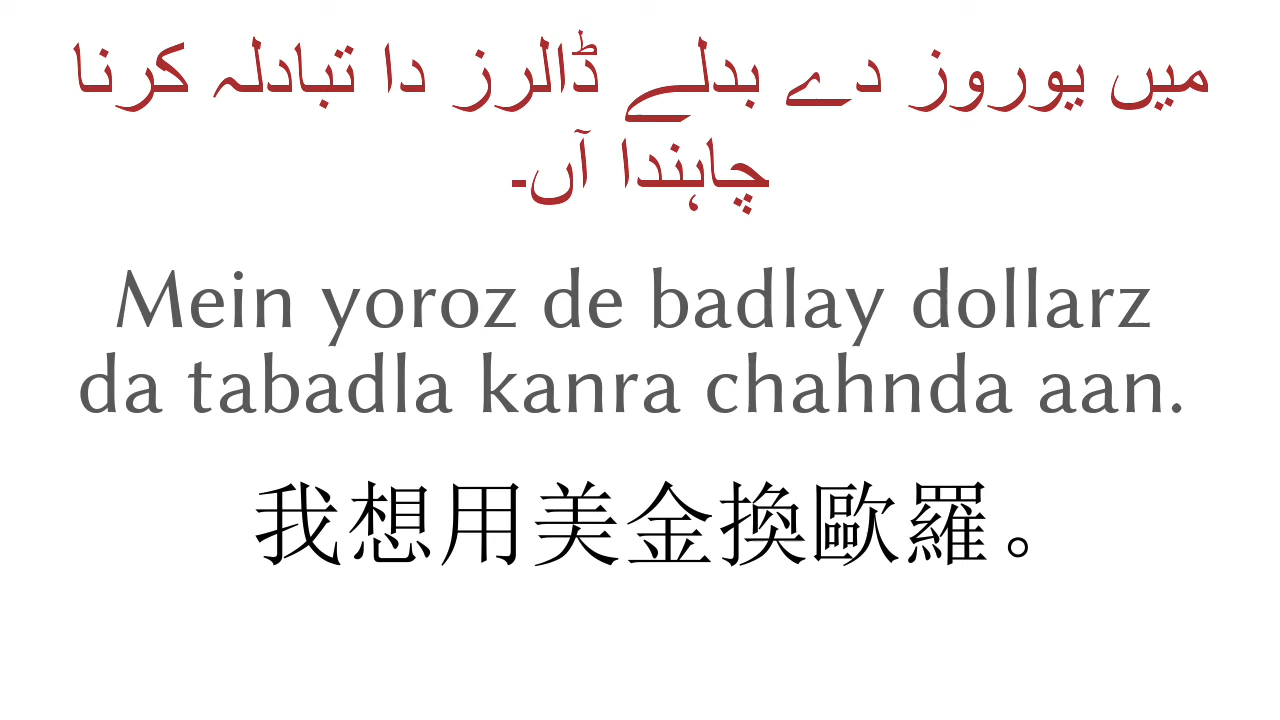 میں یوروز دے بدلے ڈالرز دا تبادلہ کرنا
چاہندا آں۔
Mein yoroz de badlay dollarz
da tabadla kanra chahnda aan.
我想用美金換歐羅。